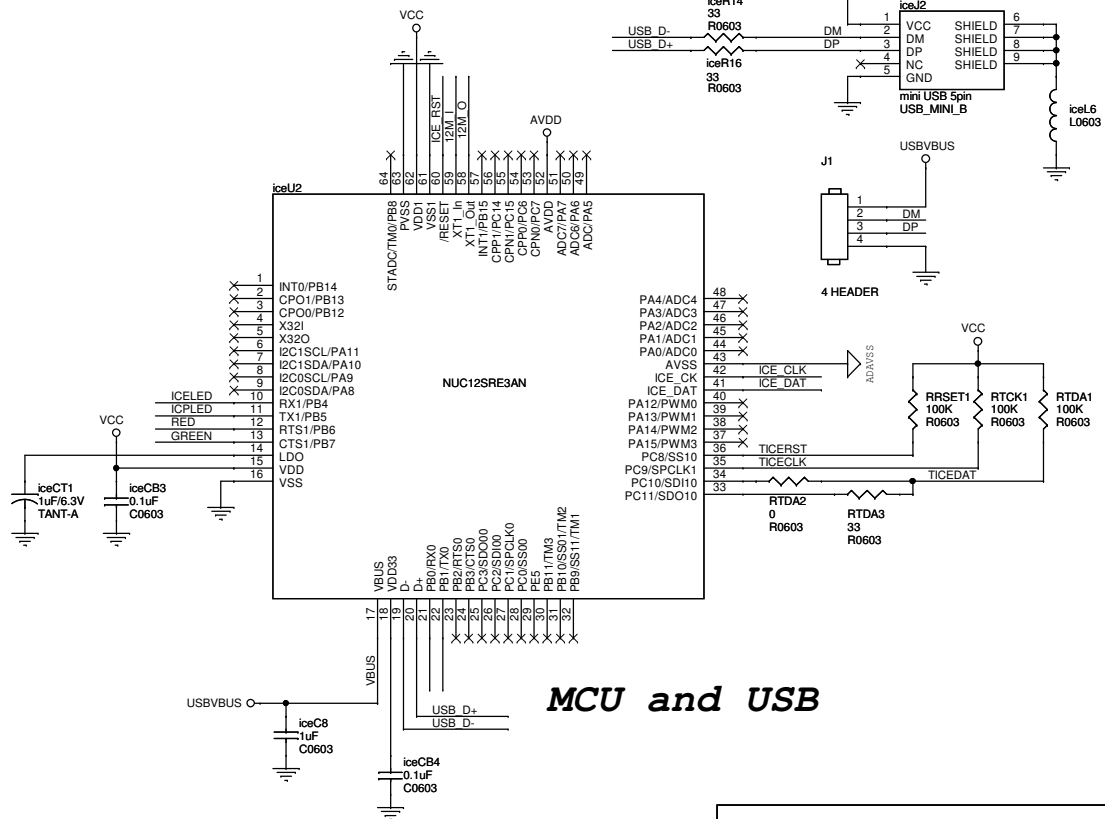 VCC
iceR14
33
R0603
USB_D-
USB_D+
DM
DP
iceR16
33
R0603
iceJ2
1 VCC SHIELD 6
2 DM SHIELD 7
3 DP SHIELD 8
4 NC SHIELD 9
5 GND
mini USB 5pin
USB_MINI_B
iceL6
L0603
ICE_RST
12M_I
12M_O
AVDD
USBVBUS
J1
1
2 DM
3 DP
4
4 HEADER
iceU2
64 STADC/TM0/PB8
63 PVSS
62 VDD1
61 VSS1
60 /RESET
59 XT1_In
58 XT1_Out
57 INT1/PB15
56 CPP1/PC14
55 CPN1/PC15
54 CPP0/PC6
53 CPN0/PC7
52 AVDD
51 ADC7/PA7
50 ADC6/PA6
49 ADC/PA5
1 INT0/PB14
2 CPO1/PB13
3 CPO0/PB12
4 X32I
5 X32O
6 I2C1SCL/PA11
7 I2C1SDA/PA10
8 I2C0SCL/PA9
9 I2C0SDA/PA8
ICELED 10 RX1/PB4
ICPLED 11 TX1/PB5
RED 12 RTS1/PB6
GREEN 13 CTS1/PB7
14 LDO
15 VDD
16 VSS
NUC12SRE3AN
PA4/ADC4 48
PA3/ADC3 47
PA2/ADC2 46
PA1/ADC1 45
PA0/ADC0 44
AVSS 43
ICE_CK 42 ICE_CLK
ICE_DAT 41 ICE_DAT
PA12/PWM0 40
PA13/PWM1 39
PA14/PWM2 38
PA15/PWM3 37
PC8/SS10 36 TICERST
PC9/SPCLK1 35 TICECLK
PC10/SDI10 34 TICEDAT
PC11/SDO10 33
ADAVSS
VCC
RRSET1
100K
R0603
RTCK1
100K
R0603
RTDA1
100K
R0603
RTDA2
0
R0603
RTDA3
33
R0603
VCC
iceCT1
1uF/6.3V
TANT-A
iceCB3
0.1uF
C0603
VBUS 17
VDD33 18
D- 19
D+ 20
PB0/RX0 21
PB1/TX0 22
PB2/RTS0 23
PB3/CTS0 24
PC3/SDO00 25
PC2/SDI00 26
PC1/SPCLK0 27
PC0/SS00 28
PE5 29
PB11/TM3 30
PB10/SS01/TM2 31
PB9/SS11/TM1 32
VBUS
USBVBUS
USB_D+
USB_D-
iceC8
1uF
C0603
iceCB4
0.1uF
C0603
MCU and USB